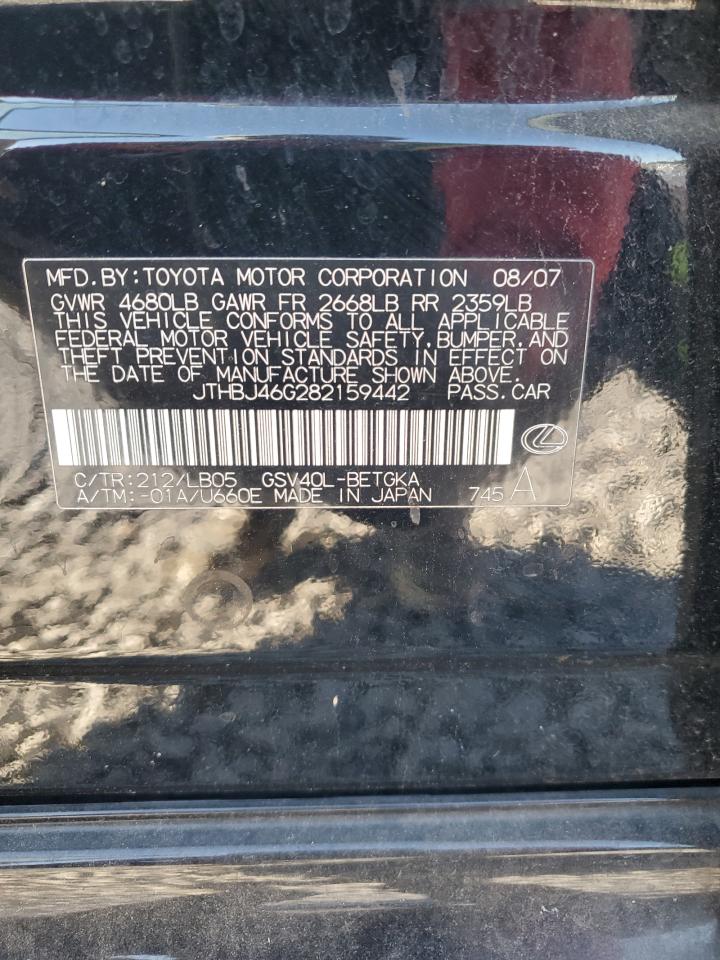 MFD.BY:TOYOTA MOTOR CORPORATION 08/07
GVWR 4680LB GAWR FR 2668LB RR 2359LB
THIS VEHICLE CONFORMS TO ALL APPLICABLE
FEDERAL MOTOR VEHICLE SAFETY,BUMPER,AND
THEFT PREVENTION STANDARDS IN EFFECT ON
THE DATE OF MANUFACTURE SHOWN ABOVE.
JTHBJ46G282159442 PASS.CAR
C/TR:212/LB05 GSV40L-BETGKA
A/TM:-01A/U660E MADE IN JAPAN 745 A